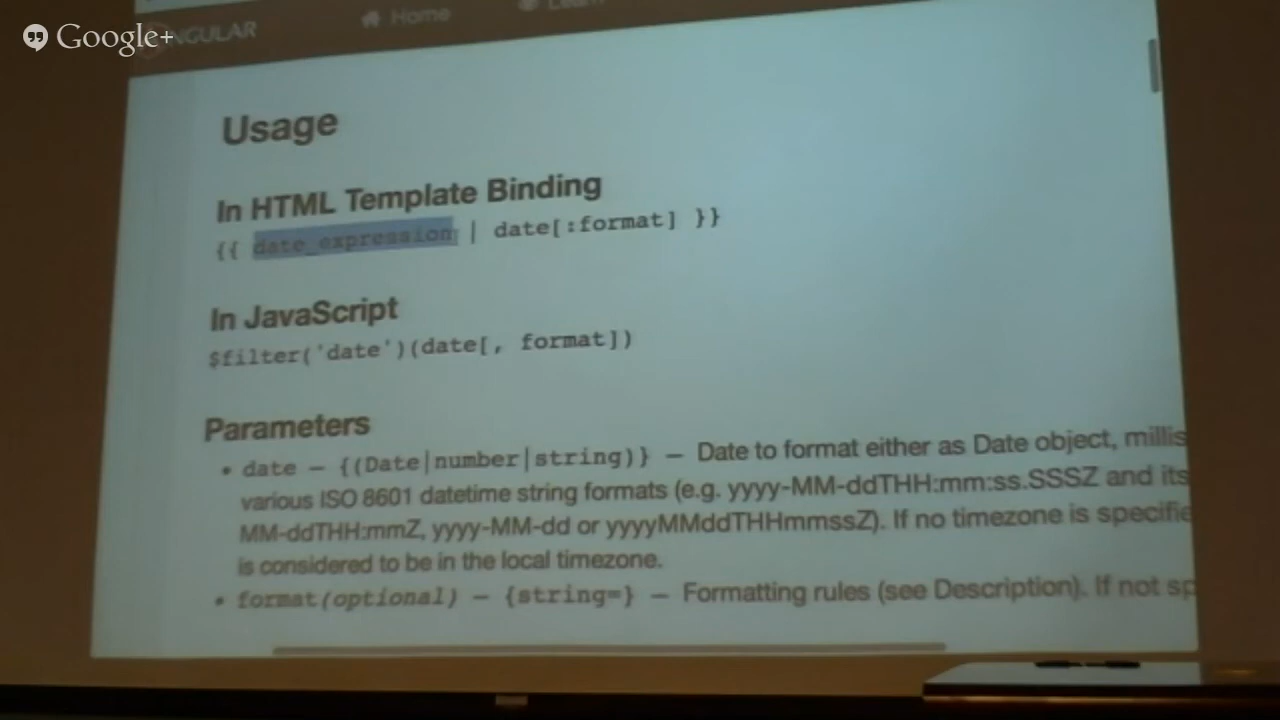 Google+
NGULAR Home Learn
Usage
In HTML Template Binding
{{ date_expression | date[:format] }}
In JavaScript
$filter('date')(date[, format])
Parameters
• date – {(Date|number|string)} – Date to format either as Date object, millis
various ISO 8601 datetime string formats (e.g. yyyy-MM-ddTHH:mm:ss.SSSZ and its
MM-ddTHH:mmZ, yyyy-MM-dd or yyyyMMddTHHmmssZ). If no timezone is specifie
is considered to be in the local timezone.
• format(optional) – {string=} – Formatting rules (see Description). If not sp